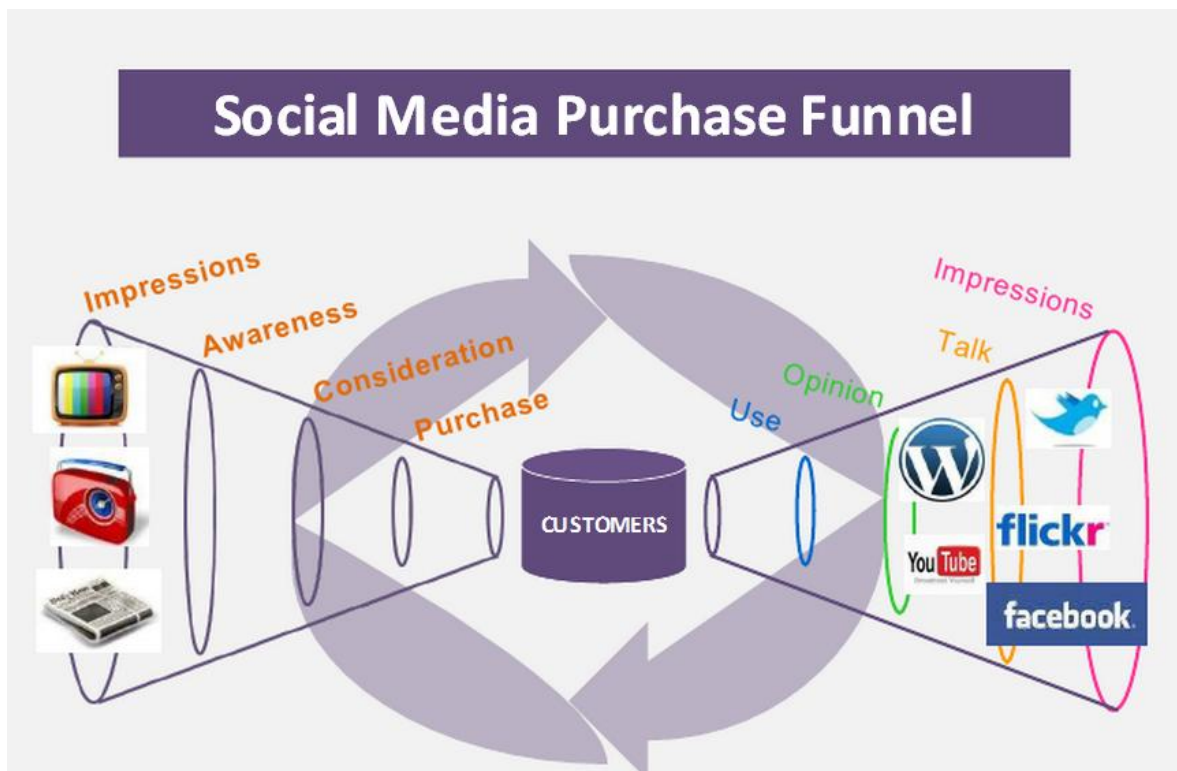 Social Media Purchase Funnel
Impressions
Awareness
Consideration
Purchase
CUSTOMERS
Use
Opinion
Talk
Impressions
W
flickr
YouTube
facebook.